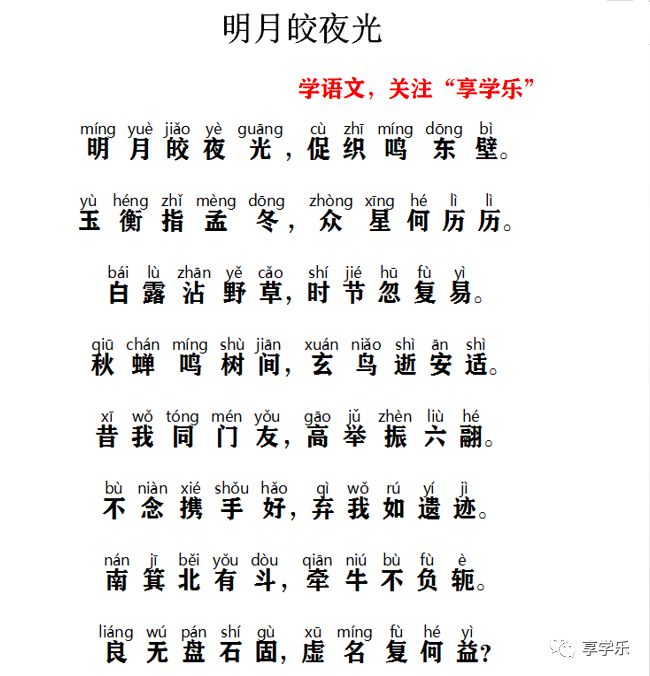 明月皎夜光
学语文，关注“享学乐”
míng yuè jiǎo yè guāng cù zhī míng dōng bì
明月皎夜光，促织鸣东壁。
yù héng zhǐ mèng dōng zhòng xīng hé lì lì
玉衡指孟冬，众星何历历。
bái lù zhān yě cǎo shí jié hū fù yì
白露沾野草，时节忽复易。
qiū chán míng shù jiān xuán niǎo shì ān shì
秋蝉鸣树间，玄鸟逝安适。
xī wǒ tóng mén yǒu gāo jǔ zhèn liù hé
昔我同门友，高举振六翮。
bù niàn xié shǒu hǎo qì wǒ rú yí jì
不念携手好，弃我如遗迹。
nán jī běi yǒu dòu qiān niú bù fù è
南箕北有斗，牵牛不负轭。
liáng wú pán shí gù xū míng fù hé yì
良无盘石固，虚名复何益?
享学乐